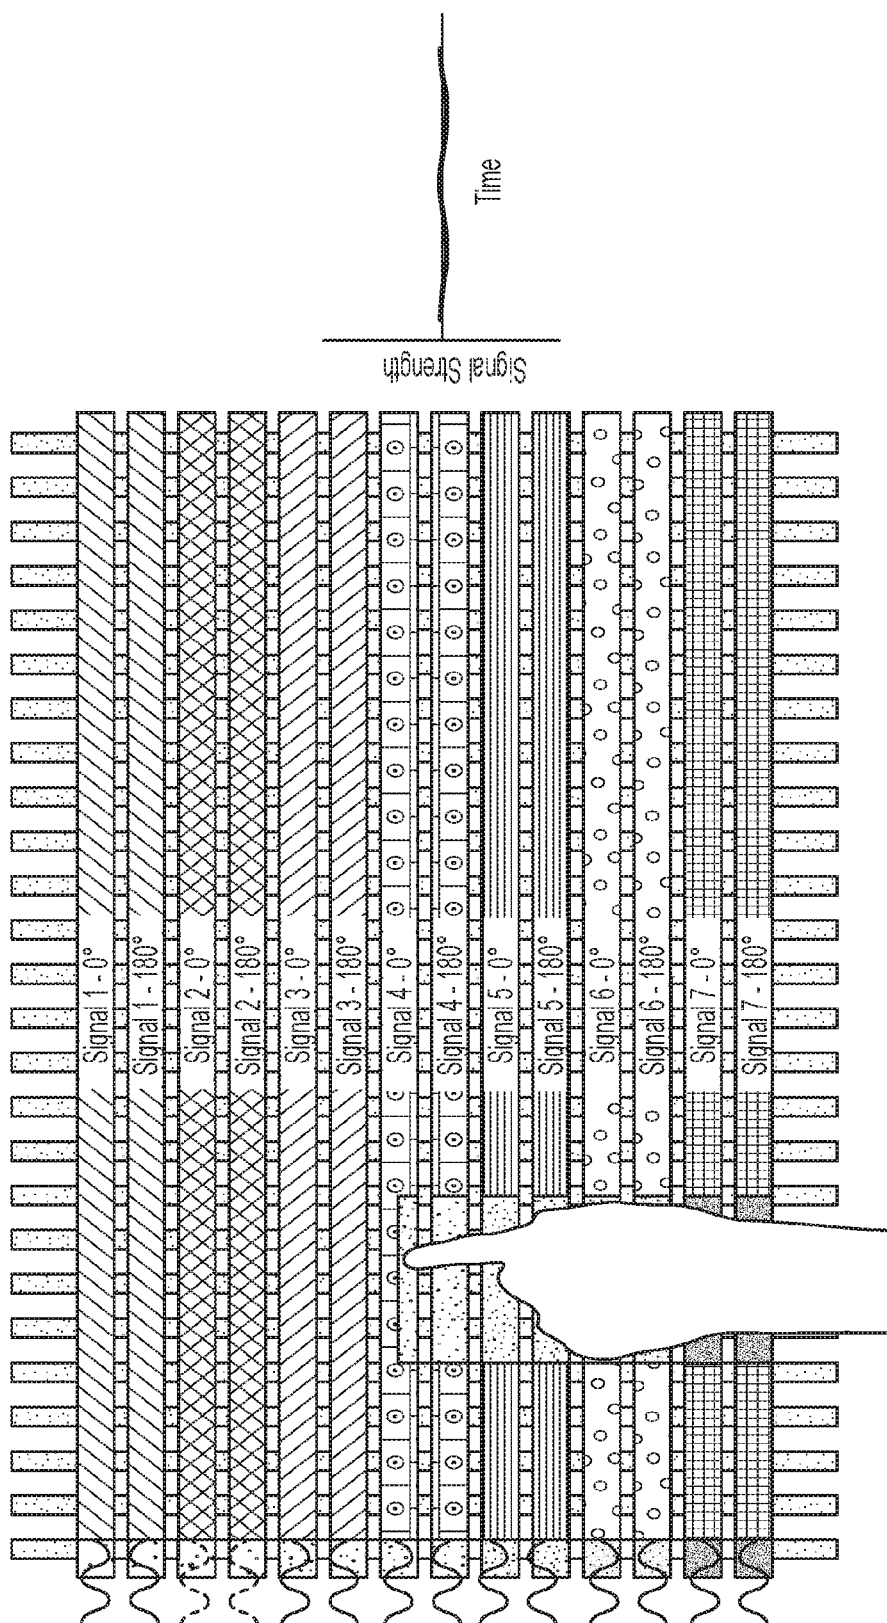 Time
Signal Strength
Signal 1 - 0°
Signal 1 - 180°
Signal 2 - 0°
Signal 2 - 180°
Signal 3 - 0°
Signal 3 - 180°
Signal 4 - 0°
Signal 4 - 180°
Signal 5 - 0°
Signal 5 - 180°
Signal 6 - 0°
Signal 6 - 180°
Signal 7 - 0°
Signal 7 - 180°